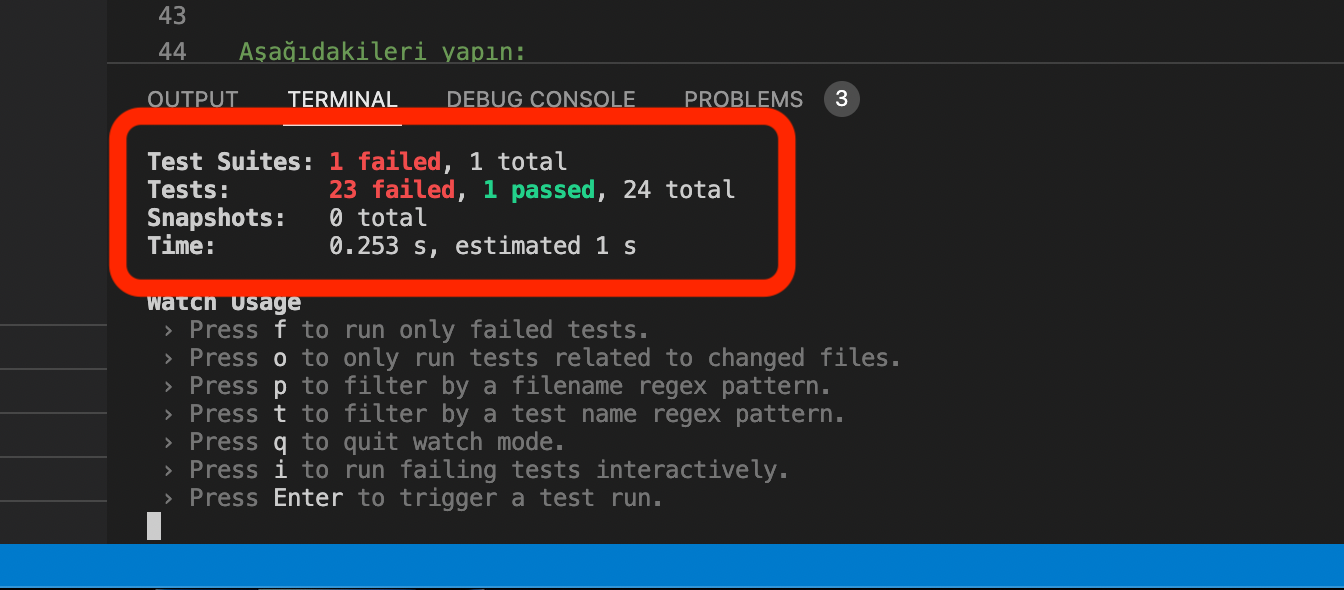 43
44 Aşağıdakileri yapın:
OUTPUT TERMINAL DEBUG CONSOLE PROBLEMS 3
Test Suites: 1 failed, 1 total
Tests: 23 failed, 1 passed, 24 total
Snapshots: 0 total
Time: 0.253 s, estimated 1 s
Watch Usage
› Press f to run only failed tests.
› Press o to only run tests related to changed files.
› Press p to filter by a filename regex pattern.
› Press t to filter by a test name regex pattern.
› Press q to quit watch mode.
› Press i to run failing tests interactively.
› Press Enter to trigger a test run.